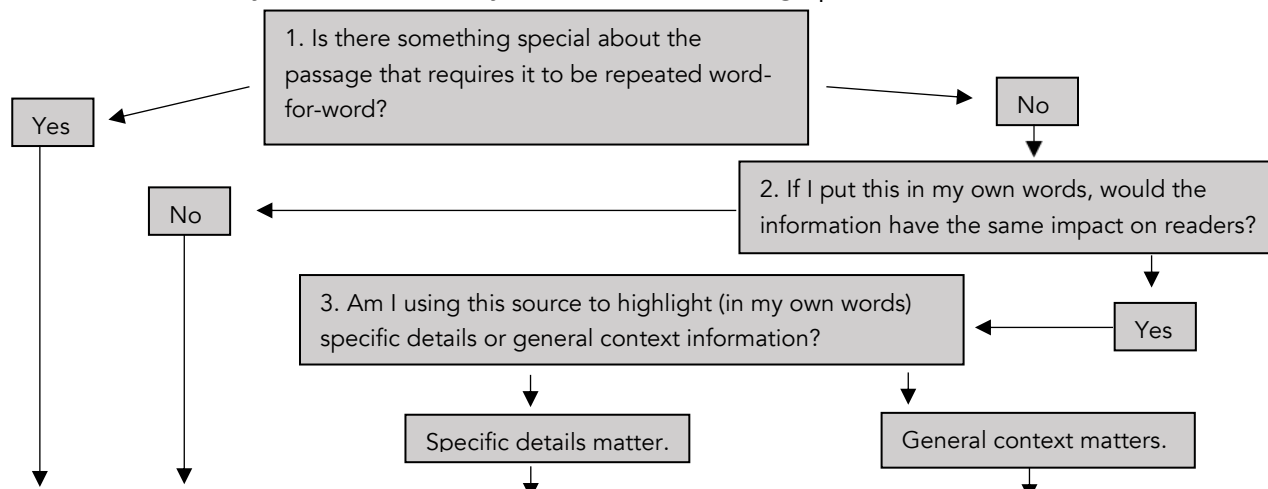 1. Is there something special about the
passage that requires it to be repeated word-
for-word?
Yes
No
2. If I put this in my own words, would the
information have the same impact on readers?
No
3. Am I using this source to highlight (in my own words)
specific details or general context information?
Yes
Specific details matter.
General context matters.